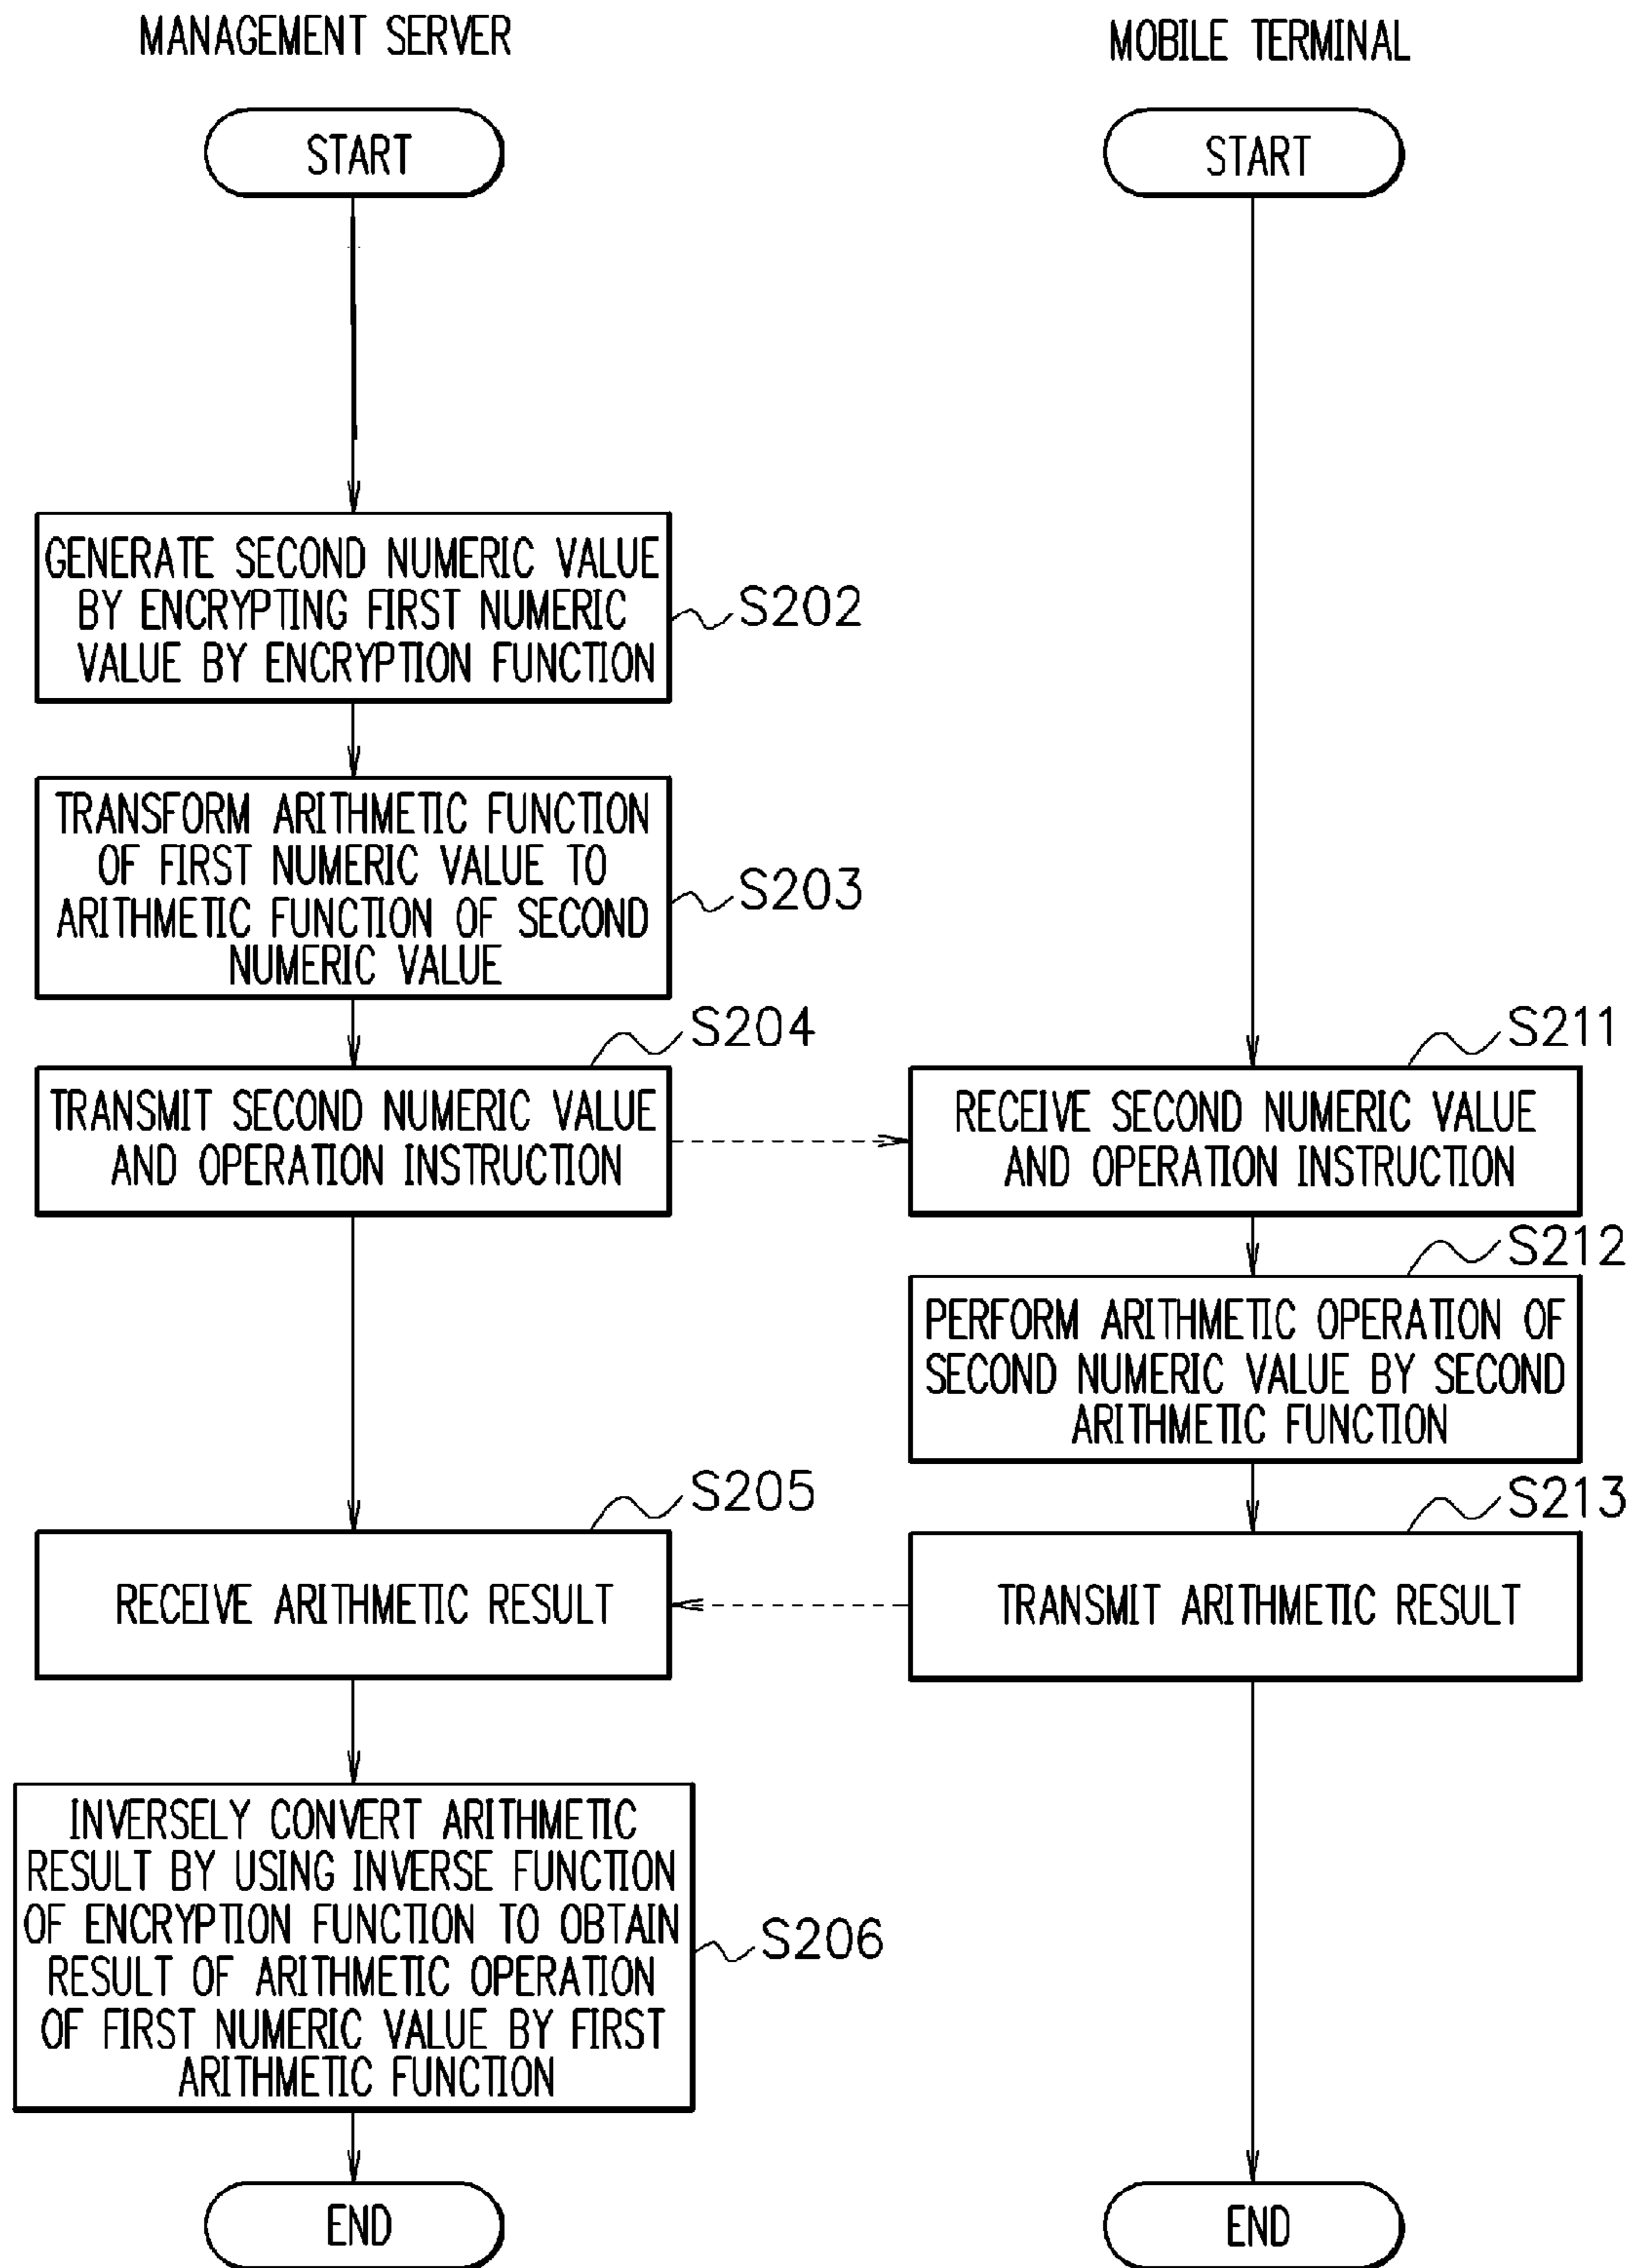 MANAGEMENT SERVER
START
GENERATE SECOND NUMERIC VALUE
BY ENCRYPTING FIRST NUMERIC
VALUE BY ENCRYPTION FUNCTION
S202
TRANSFORM ARITHMETIC FUNCTION
OF FIRST NUMERIC VALUE TO
ARITHMETIC FUNCTION OF SECOND
NUMERIC VALUE
S203
S204
TRANSMIT SECOND NUMERIC VALUE
AND OPERATION INSTRUCTION
S205
RECEIVE ARITHMETIC RESULT
INVERSELY CONVERT ARITHMETIC
RESULT BY USING INVERSE FUNCTION
OF ENCRYPTION FUNCTION TO OBTAIN
RESULT OF ARITHMETIC OPERATION
OF FIRST NUMERIC VALUE BY FIRST
ARITHMETIC FUNCTION
S206
END
MOBILE TERMINAL
START
S211
RECEIVE SECOND NUMERIC VALUE
AND OPERATION INSTRUCTION
S212
PERFORM ARITHMETIC OPERATION OF
SECOND NUMERIC VALUE BY SECOND
ARITHMETIC FUNCTION
S213
TRANSMIT ARITHMETIC RESULT
END